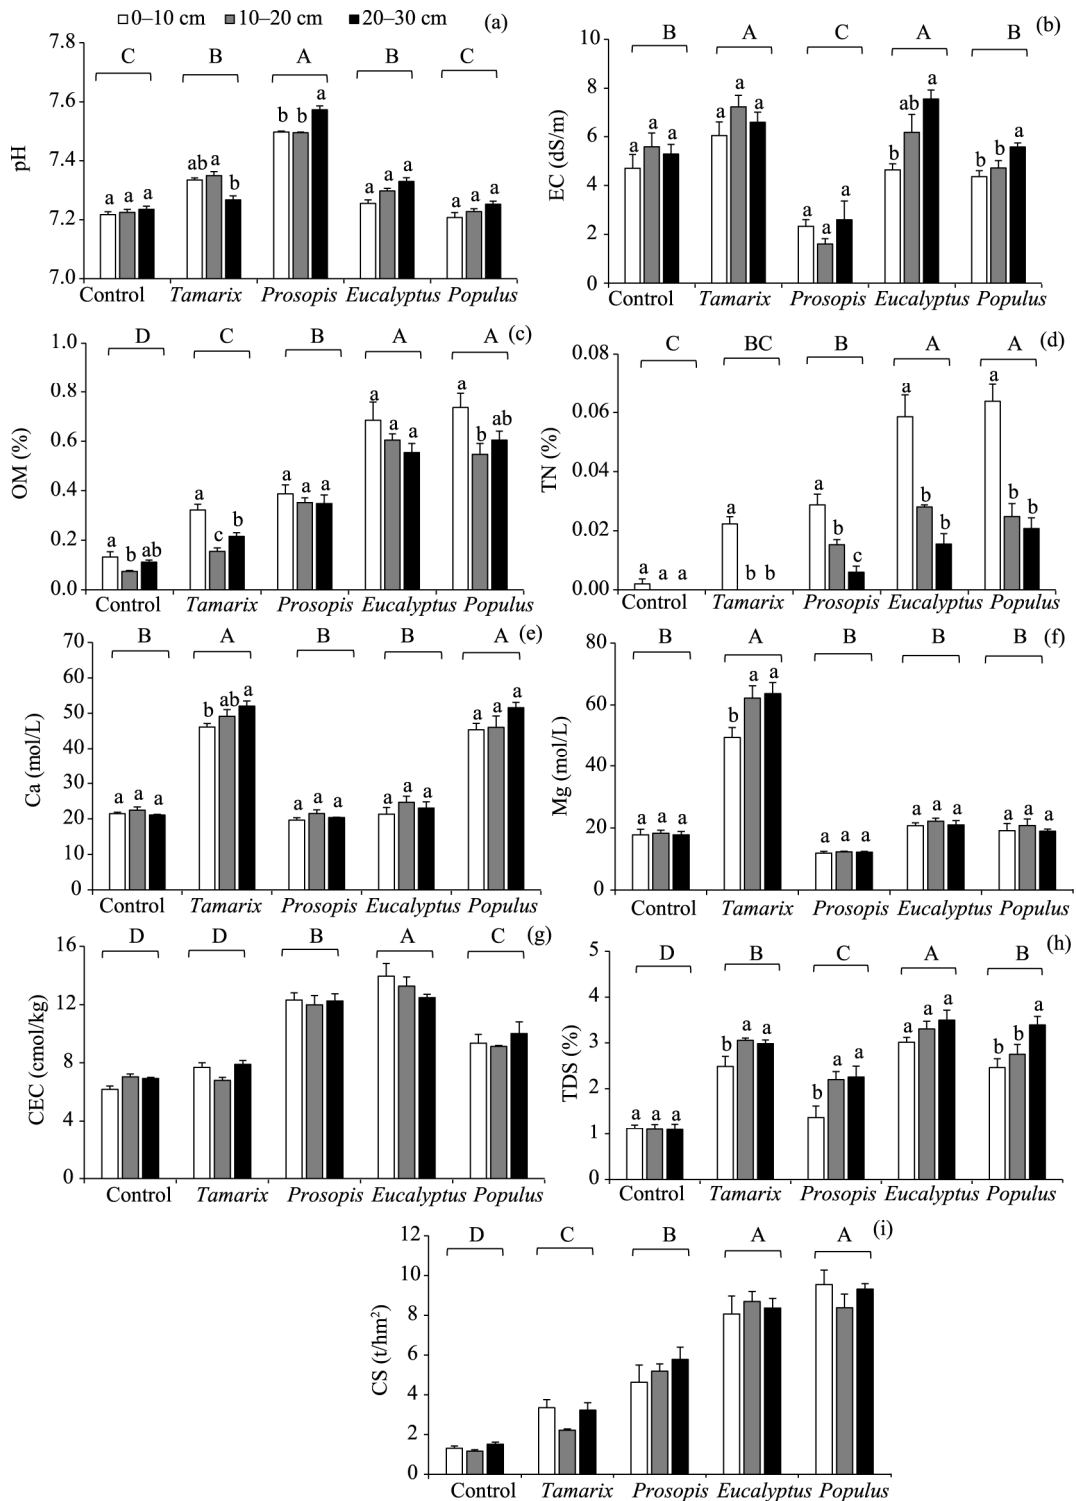 0–10 cm 10–20 cm 20–30 cm
(a)
7.8
7.6
7.4
7.2
7.0
pH
C B A B C
a a a ab a b b b a a a a a a a
Control Tamarix Prosopis Eucalyptus Populus
(b)
10
8
6
4
2
0
EC (dS/m)
B A C A B
a a a a a a a a a b ab a b b a
Control Tamarix Prosopis Eucalyptus Populus
(c)
1.0
0.8
0.6
0.4
0.2
0.0
OM (%)
D C B A A
a b ab a c b a a a a a a a b ab
Control Tamarix Prosopis Eucalyptus Populus
(d)
0.08
0.06
0.04
0.02
0.00
TN (%)
C BC B A A
a a a a b b a b c a b b a b b
Control Tamarix Prosopis Eucalyptus Populus
(e)
70
60
50
40
30
20
10
0
Ca (mol/L)
B A B B A
a a a b ab a a a a a a a a a a
Control Tamarix Prosopis Eucalyptus Populus
(f)
80
60
40
20
0
Mg (mol/L)
B A B B B
a a a b a a a a a a a a a a a
Control Tamarix Prosopis Eucalyptus Populus
(g)
16
12
8
4
0
CEC (cmol/kg)
D D B A C
Control Tamarix Prosopis Eucalyptus Populus
(h)
5
4
3
2
1
0
TDS (%)
D B C A B
a a a b a a b a a a a a b b a
Control Tamarix Prosopis Eucalyptus Populus
(i)
12
10
8
6
4
2
0
CS (t/hm²)
D C B A A
Control Tamarix Prosopis Eucalyptus Populus